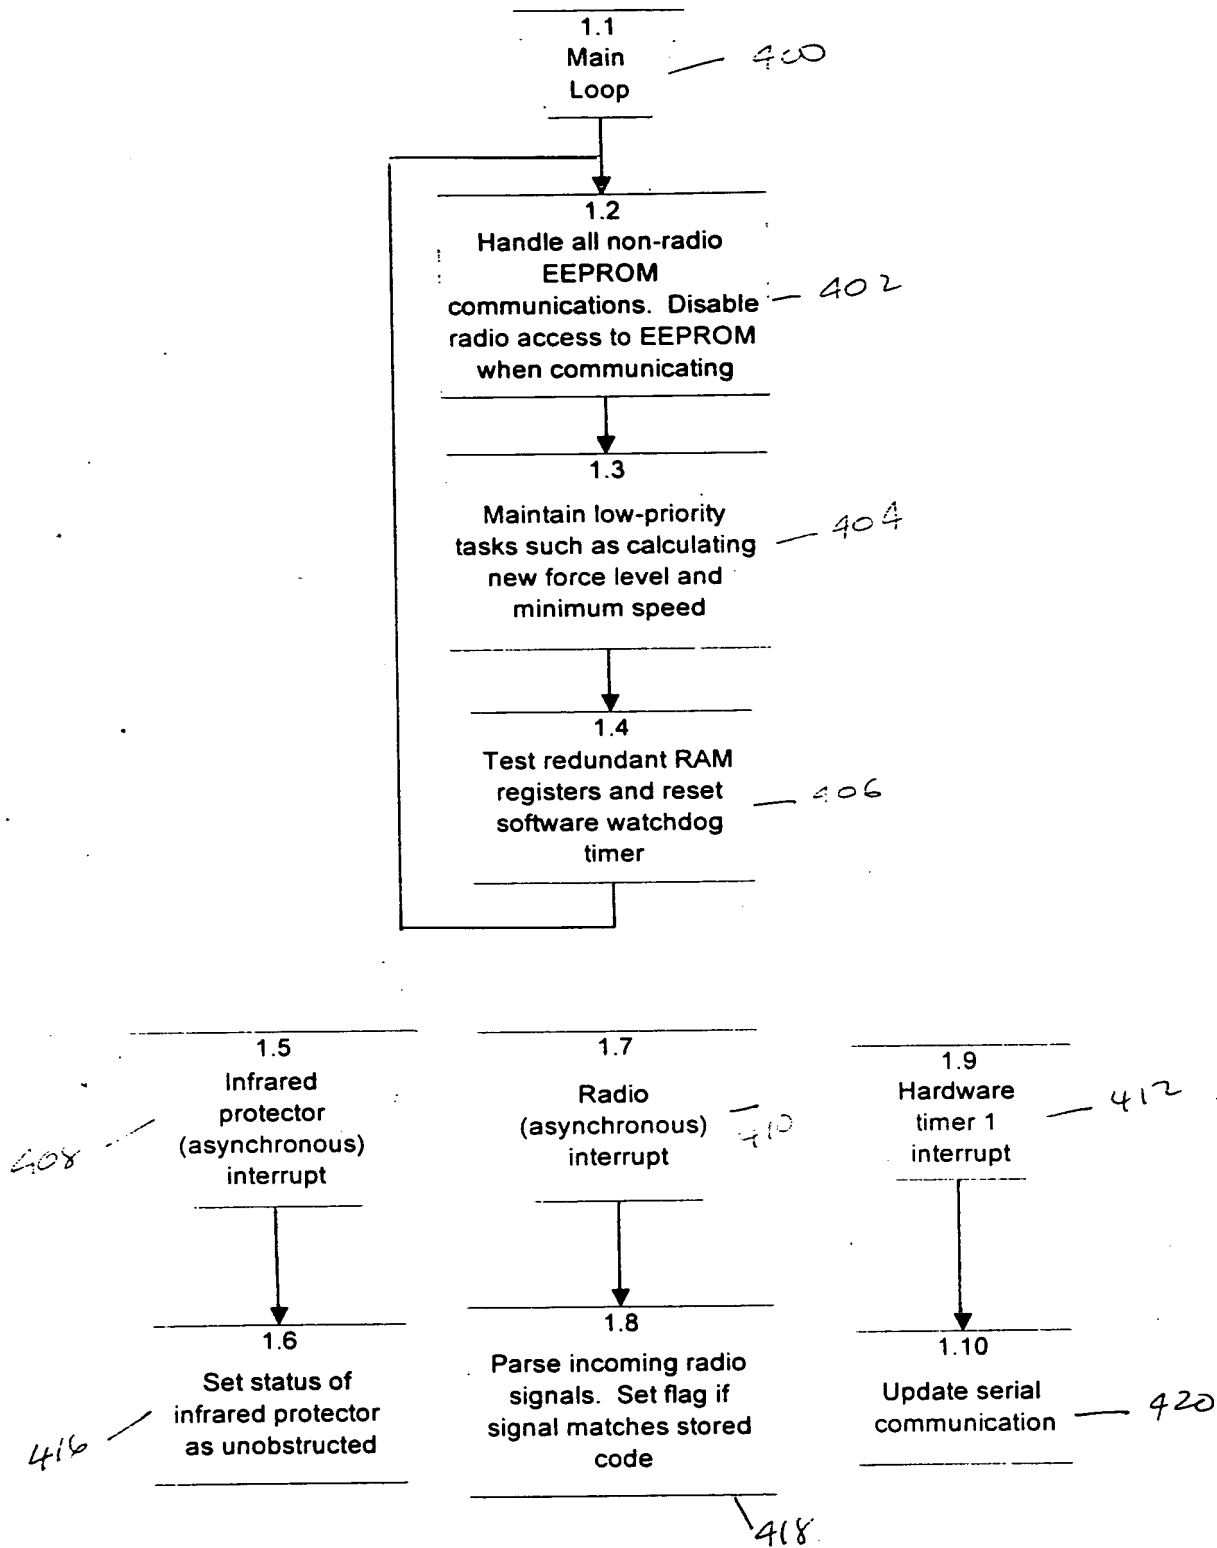 1.1
Main
Loop
400
1.2
Handle all non-radio
EEPROM
communications. Disable
radio access to EEPROM
when communicating
402
1.3
Maintain low-priority
tasks such as calculating
new force level and
minimum speed
404
1.4
Test redundant RAM
registers and reset
software watchdog
timer
406
1.5
Infrared
protector
(asynchronous)
interrupt
408
1.6
Set status of
infrared protector
as unobstructed
416
1.7
Radio
(asynchronous)
interrupt
410
1.8
Parse incoming radio
signals. Set flag if
signal matches stored
code
418
1.9
Hardware
timer 1
interrupt
412
1.10
Update serial
communication
420